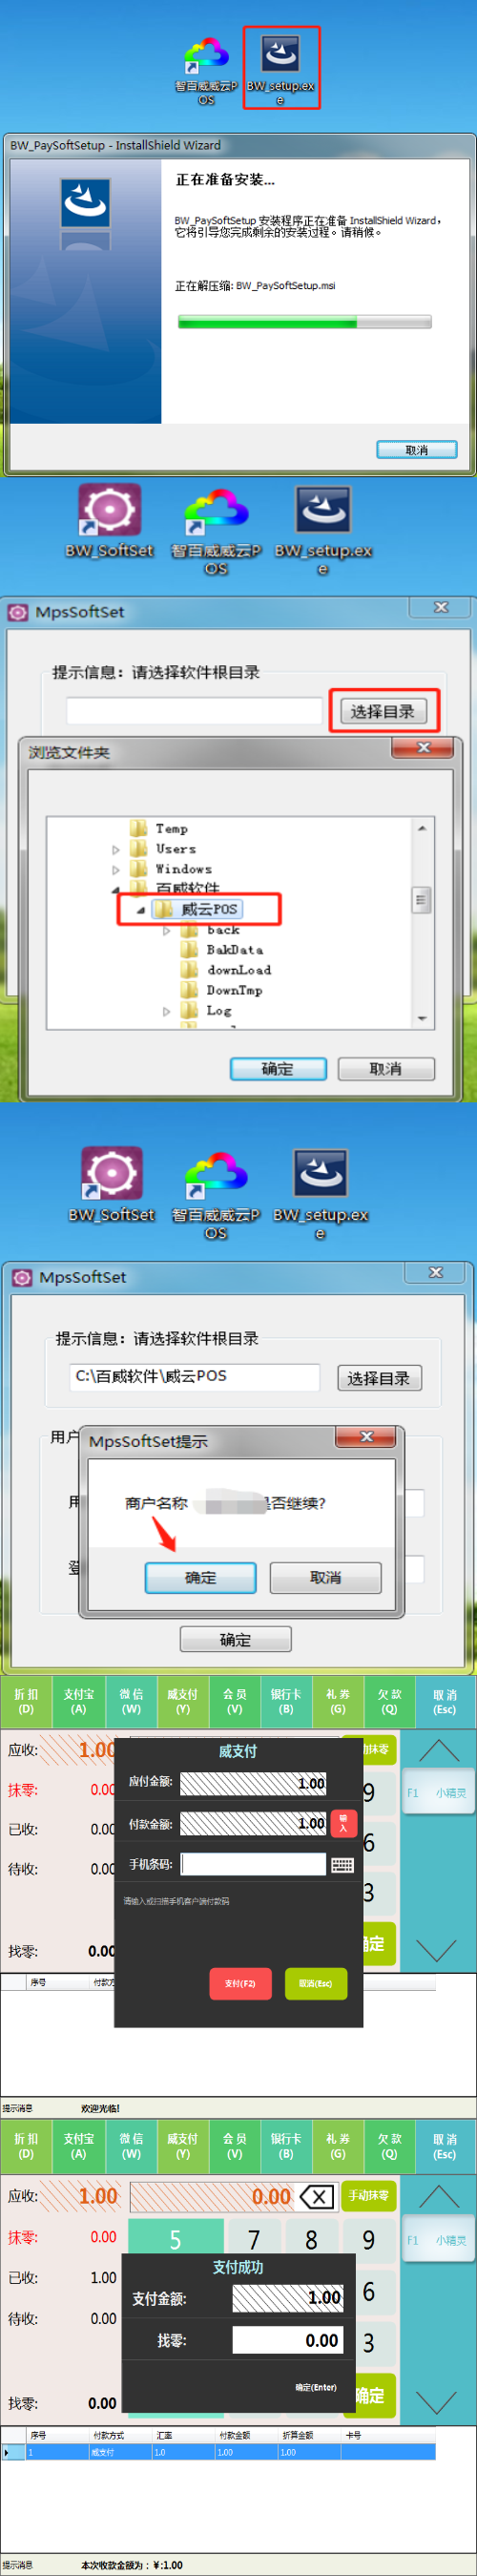 智百威威云P
OS
BW_setup.ex
e
BW_PaySoftSetup - InstallShield Wizard
正在准备安装...
BW_PaySoftSetup 安装程序正在准备 InstallShield Wizard，
它将引导您完成剩余的安装过程。请稍候。
正在解压缩: BW_PaySoftSetup.msi
取消
BW_SoftSet
智百威威云P
OS
BW_setup.ex
e
MpsSoftSet
提示信息：请选择软件根目录
选择目录
浏览文件夹
Temp
Users
Windows
百威软件
威云POS
back
BakData
downLoad
DownTmp
Log
确定
取消
BW_SoftSet
智百威威云P
OS
BW_setup.ex
e
MpsSoftSet
提示信息：请选择软件根目录
C:\百威软件\威云POS
选择目录
用户
MpsSoftSet提示
商户名称
是否继续?
用
登
确定
取消
确定
折 扣
(D)
支付宝
(A)
微 信
(W)
威支付
(Y)
会 员
(V)
银行卡
(B)
礼 券
(G)
欠 款
(Q)
取 消
(Esc)
应收:
1.00
威支付
动抹零
抹零:
0.00
应付金额:
1.00
9
F1 小精灵
已收:
0.00
付款金额:
1.00
输
入
6
待收:
0.00
手机条码:
3
请输入或扫描手机客户端付款码
找零:
0.00
确定
支付(F2)
取消(Esc)
序号
付款方
提示消息
欢迎光临!
折 扣
(D)
支付宝
(A)
微 信
(W)
威支付
(Y)
会 员
(V)
银行卡
(B)
礼 券
(G)
欠 款
(Q)
取 消
(Esc)
应收:
1.00
0.00
手动抹零
抹零:
0.00
5
7
8
9
F1 小精灵
已收:
1.00
支付成功
支付金额:
1.00
6
待收:
0.00
找零:
0.00
3
确定(Enter)
找零:
0.00
确定
序号 付款方式 汇率 付款金额 折算金额 卡号
1 威支付 1.0 1.00 1.00
提示消息
本次收款金额为：¥:1.00